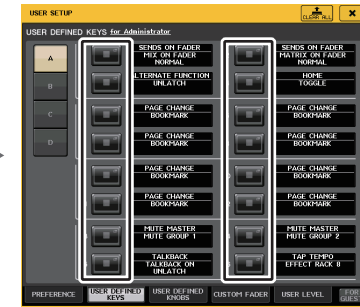 USER SETUP
CLEAR ALL
USER DEFINED KEYS for Administrator
A
B
C
D
SENDS ON FADER
MIX ON FADER
NORMAL
SENDS ON FADER
MATRIX ON FADER
NORMAL
ALTERNATE FUNCTION
UNLATCH
HOME
TOGGLE
PAGE CHANGE
BOOKMARK
PAGE CHANGE
BOOKMARK
PAGE CHANGE
BOOKMARK
PAGE CHANGE
BOOKMARK
PAGE CHANGE
BOOKMARK
PAGE CHANGE
BOOKMARK
PAGE CHANGE
BOOKMARK
PAGE CHANGE
BOOKMARK
MUTE MASTER
MUTE GROUP 1
MUTE MASTER
MUTE GROUP 2
TALKBACK
TALKBACK ON
UNLATCH
TAP TEMPO
EFFECT RACK 8
PREFERENCE
USER DEFINED
KEYS
USER DEFINED
KNOBS
CUSTOM FADER
USER LEVEL
FOR
GUEST